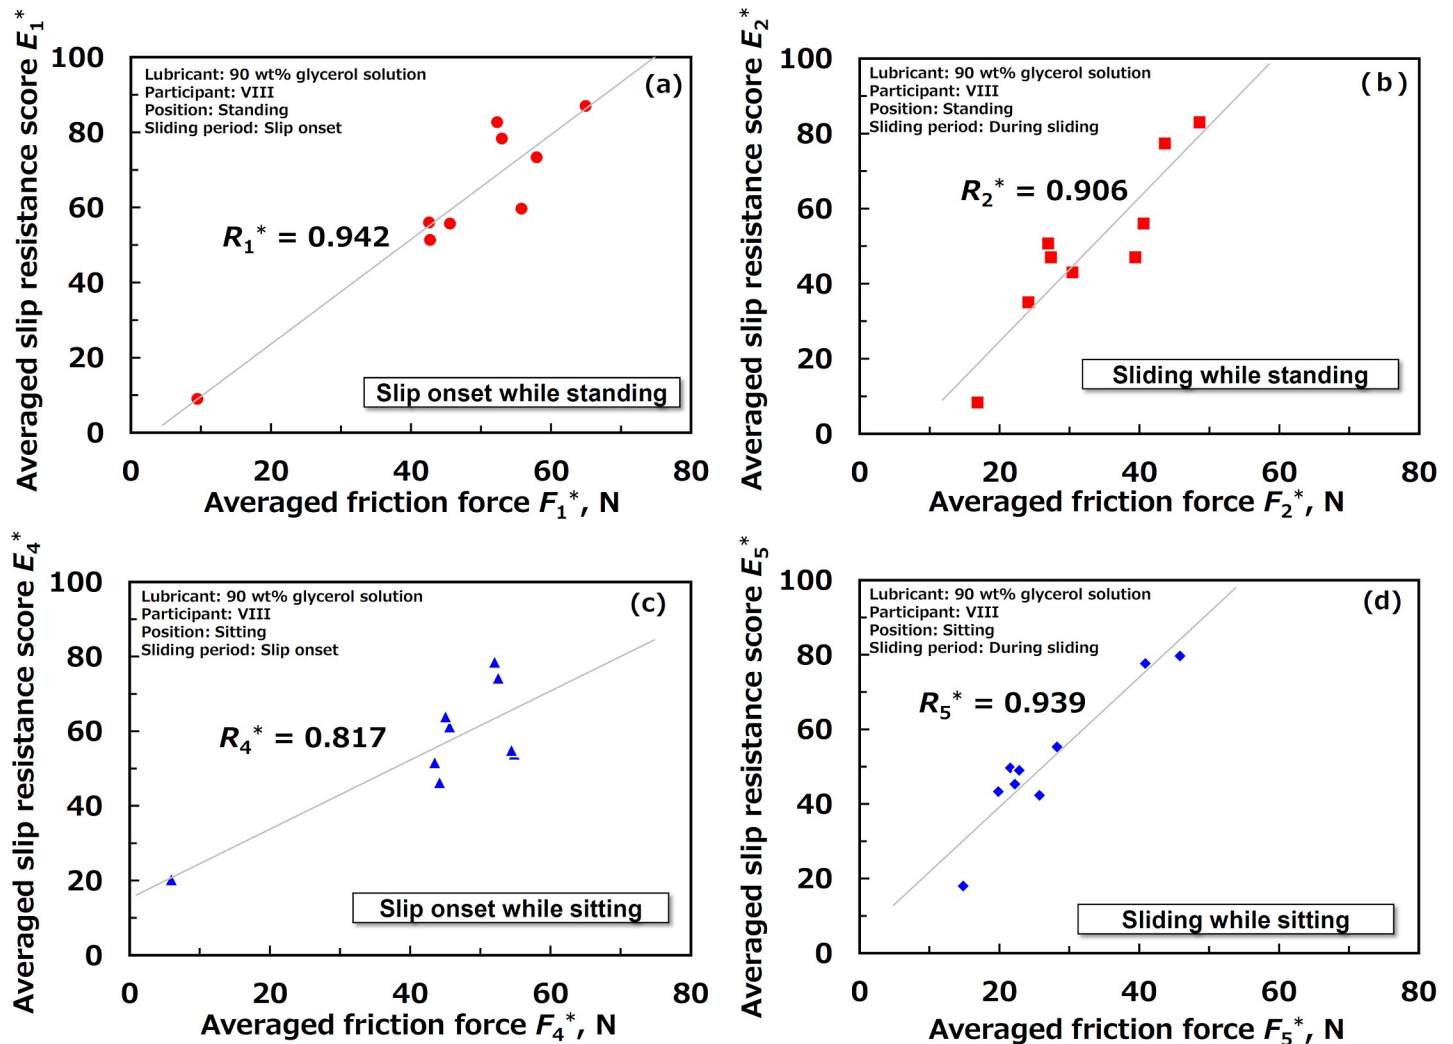 Averaged slip resistance score E1*
100
80
60
40
20
0
Lubricant: 90 wt% glycerol solution
Participant: VIII
Position: Standing
Sliding period: Slip onset
(a)
R1* = 0.942
Slip onset while standing
0 20 40 60 80
Averaged friction force F1*, N
Averaged slip resistance score E2*
100
80
60
40
20
0
Lubricant: 90 wt% glycerol solution
Participant: VIII
Position: Standing
Sliding period: During sliding
(b)
R2* = 0.906
Sliding while standing
0 20 40 60 80
Averaged friction force F2*, N
Averaged slip resistance score E4*
100
80
60
40
20
0
Lubricant: 90 wt% glycerol solution
Participant: VIII
Position: Sitting
Sliding period: Slip onset
(c)
R4* = 0.817
Slip onset while sitting
0 20 40 60 80
Averaged friction force F4*, N
Averaged slip resistance score E5*
100
80
60
40
20
0
Lubricant: 90 wt% glycerol solution
Participant: VIII
Position: Sitting
Sliding period: During sliding
(d)
R5* = 0.939
Sliding while sitting
0 20 40 60 80
Averaged friction force F5*, N